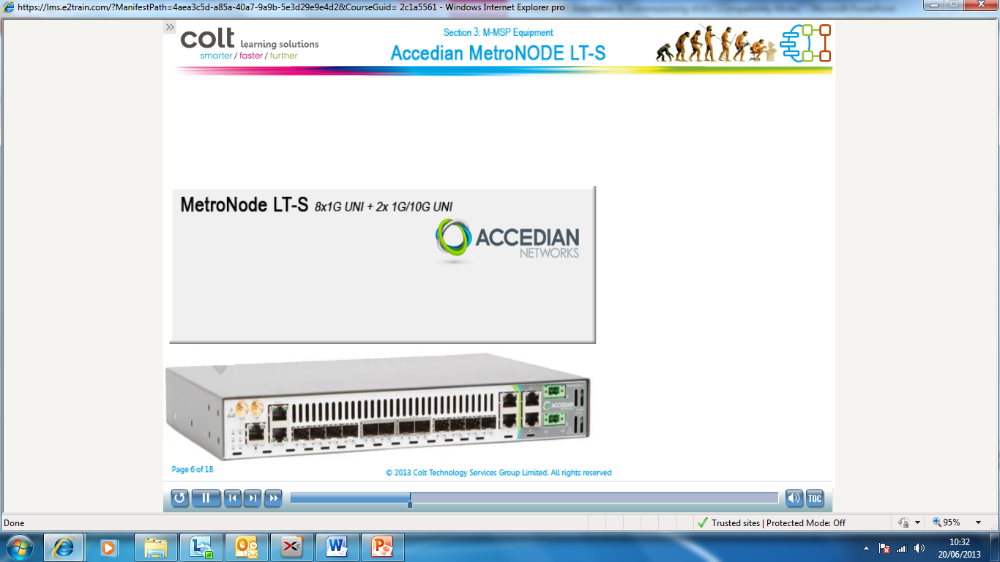 https://lms.e2train.com/?ManifestPath=4aea3c5d-a85a-40a7-9a9b-5e3d29e9e4d2&CourseGuid= 2c1a5561 - Windows Internet Explorer pro
colt learning solutions
smarter / faster / further
Section 3: M-MSP Equipment
Accedian MetroNODE LT-S
MetroNode LT-S 8x1G UNI + 2x 1G/10G UNI
ACCEDIAN
NETWORKS
ACCEDIAN
Page 6 of 18
© 2013 Colt Technology Services Group Limited. All rights reserved
TOC
Done
Trusted sites | Protected Mode: Off
95%
10:32
20/06/2013